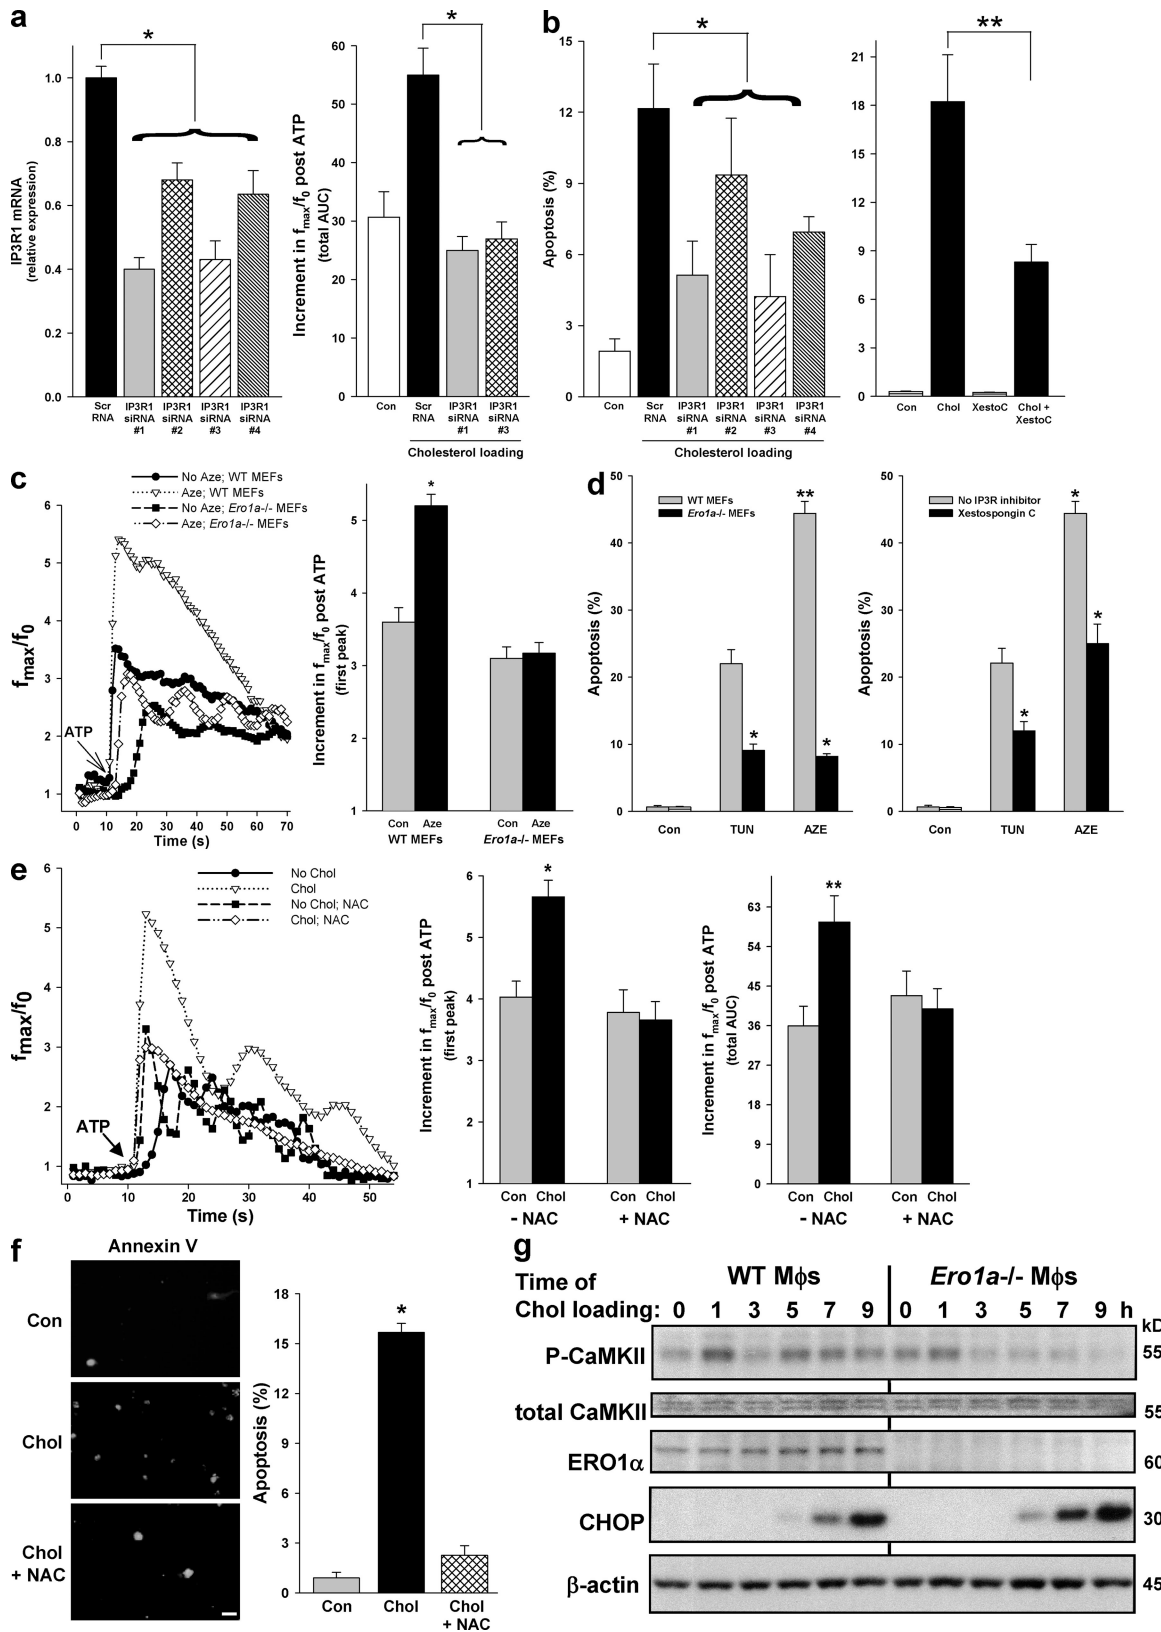 a
*
IP3R1 mRNA
(relative expression)
1.0
0.8
0.6
0.4
0.2
0.0
Scr
RNA
IP3R1
siRNA
#1
IP3R1
siRNA
#2
IP3R1
siRNA
#3
IP3R1
siRNA
#4
*
Increment in fmax/f0 post ATP
(total AUC)
60
50
40
30
20
10
0
Con
Scr
RNA
IP3R1
siRNA
#1
IP3R1
siRNA
#3
Cholesterol loading
b
*
Apoptosis (%)
15
12
9
6
3
0
Con
Scr
RNA
IP3R1
siRNA
#1
IP3R1
siRNA
#2
IP3R1
siRNA
#3
IP3R1
siRNA
#4
Cholesterol loading
**
21
18
15
12
9
6
3
0
Con
Chol
XestoC
Chol +
XestoC
c
No Aze; WT MEFs
Aze; WT MEFs
No Aze; Ero1a-/- MEFs
Aze; Ero1a-/- MEFs
fmax/f0
6
5
4
3
2
1
ATP
0 10 20 30 40 50 60 70
Time (s)
Increment in fmax/f0 post ATP
(first peak)
5
4
3
1
*
Con Aze
WT MEFs
Con Aze
Ero1a-/- MEFs
d
WT MEFs
Ero1a-/- MEFs
Apoptosis (%)
50
40
30
20
10
0
*
**
*
Con TUN AZE
No IP3R inhibitor
Xestospongin C
Apoptosis (%)
50
40
30
20
10
0
*
*
*
Con TUN AZE
e
No Chol
Chol
No Chol; NAC
Chol; NAC
fmax/f0
6
5
4
3
2
1
ATP
0 10 20 30 40 50
Time (s)
Increment in fmax/f0 post ATP
(first peak)
6
5
4
3
2
1
*
Con Chol
- NAC
Con Chol
+ NAC
Increment in fmax/f0 post ATP
(total AUC)
63
54
45
36
27
18
9
0
**
Con Chol
- NAC
Con Chol
+ NAC
f
Annexin V
Con
Chol
Chol
+ NAC
Apoptosis (%)
18
15
12
9
6
3
0
*
Con
Chol
Chol
+ NAC
g
WT Mϕs
Ero1a-/- Mϕs
Time of
Chol loading: 0 1 3 5 7 9 0 1 3 5 7 9 h
kD
P-CaMKII 55
total CaMKII 55
ERO1α 60
CHOP 30
β-actin 45